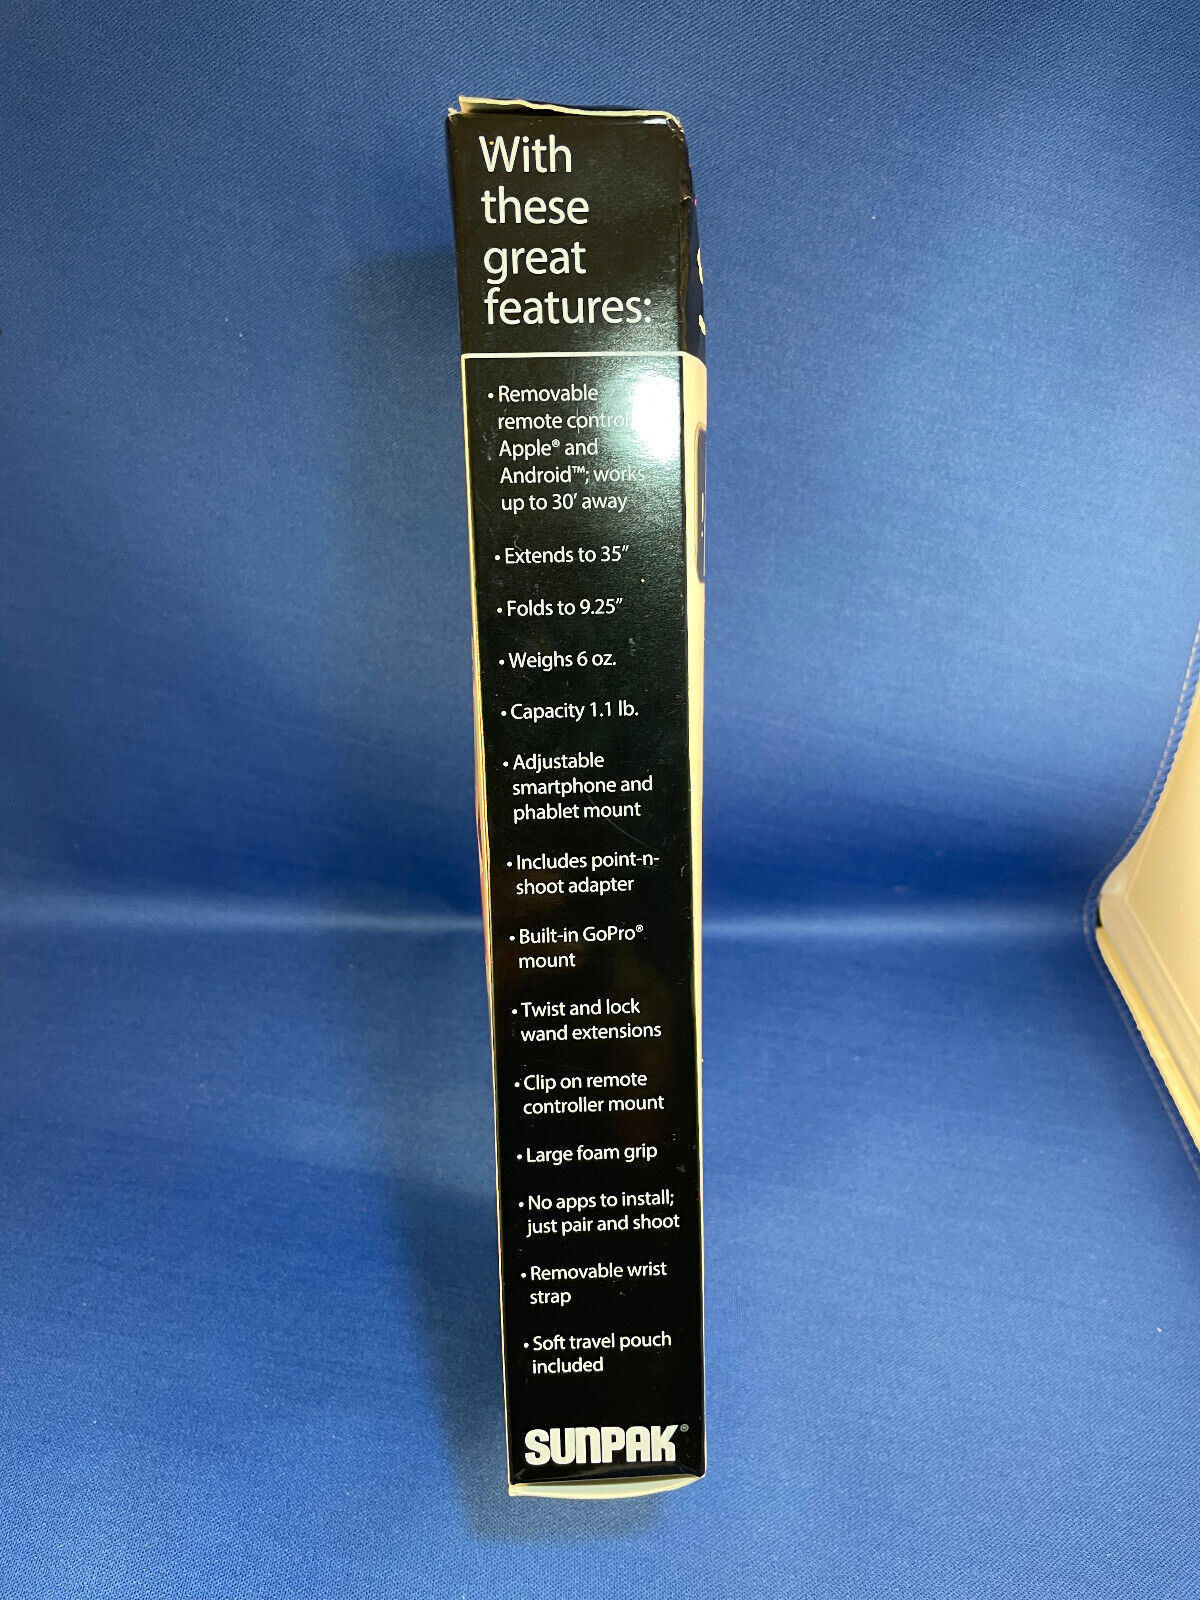 With
these
great
features:
• Removable
remote control
Apple® and
Android™; works
up to 30' away
• Extends to 35”
• Folds to 9.25”
• Weighs 6 oz.
• Capacity 1.1 lb.
• Adjustable
smartphone and
phablet mount
• Includes point-n-
shoot adapter
• Built-in GoPro®
mount
• Twist and lock
wand extensions
• Clip on remote
controller mount
• Large foam grip
• No apps to install;
just pair and shoot
• Removable wrist
strap
• Soft travel pouch
included
SUNPAK®